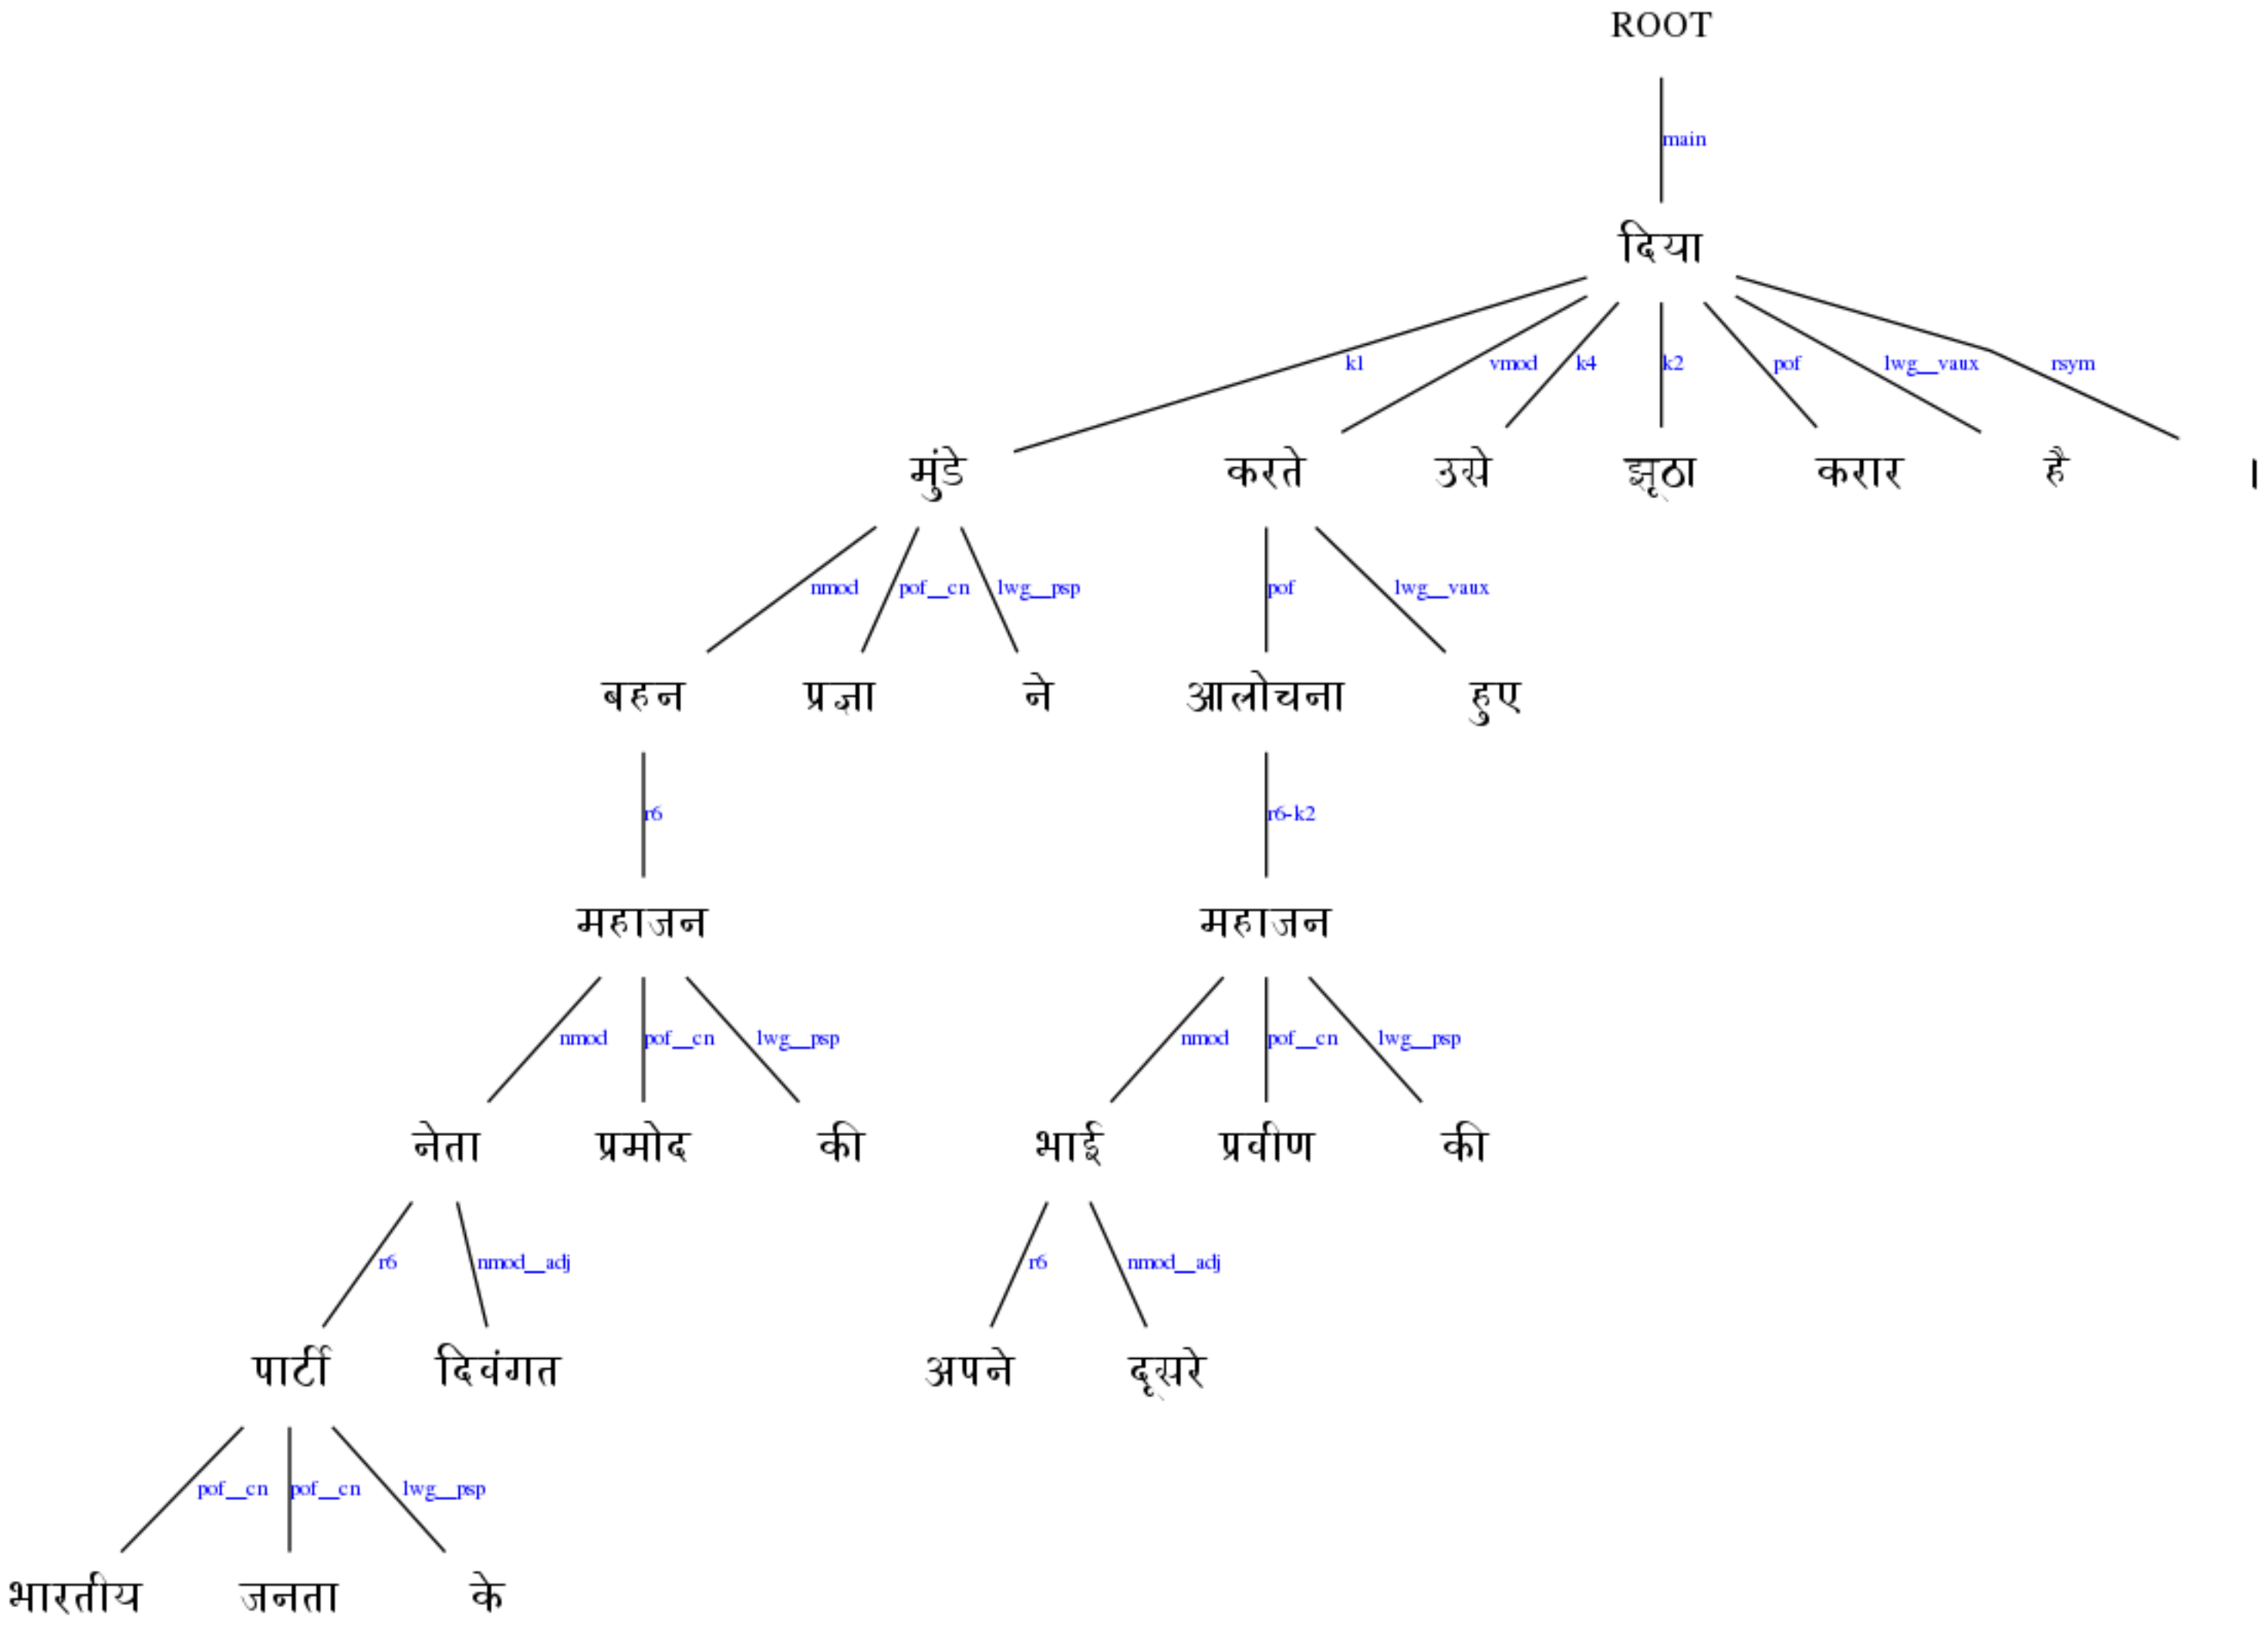 ROOT
main
दिया
k1 vmod k4 k2 pof lwg__vaux rsym
मुंडे करते उसे झूठा करार है ।
nmod pof__cn lwg__psp pof lwg__vaux
बहन प्रज्ञा ने आलोचना हुए
r6 r6-k2
महाजन महाजन
nmod pof__cn lwg__psp nmod pof__cn lwg__psp
नेता प्रमोद की भाई प्रवीण की
r6 nmod__adj r6 nmod__adj
पार्टी दिवंगत अपने दूसरे
pof__cn pof__cn lwg__psp
भारतीय जनता के